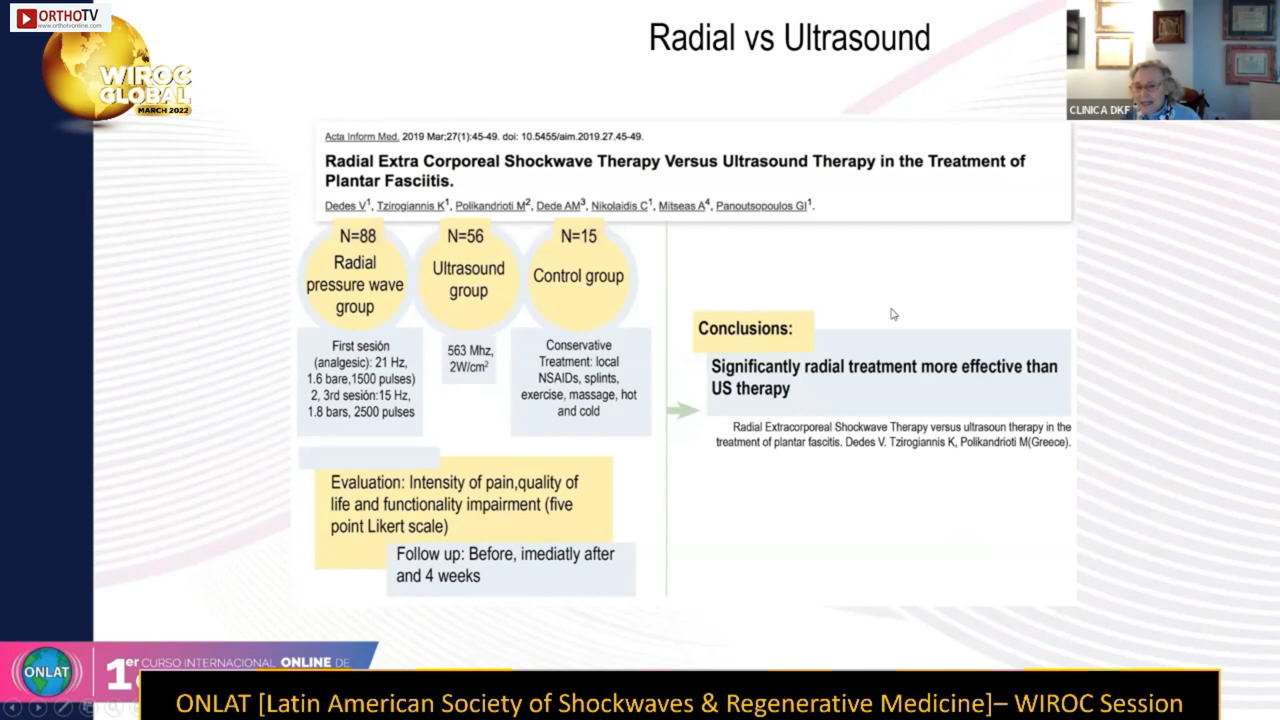 ORTHOTV
www.orthotvonline.com
WIROC
GLOBAL
MARCH 2022
Radial vs Ultrasound
CLINICA DKF
Acta Inform Med. 2019 Mar;27(1):45-49. doi: 10.5455/aim.2019.27.45-49.
Radial Extra Corporeal Shockwave Therapy Versus Ultrasound Therapy in the Treatment of
Plantar Fasciitis.
Dedes V1, Tzirogiannis K1, Polikandrioti M2, Dede AM3, Nikolaidis C1, Mitseas A4, Panoutsopoulos GI1.
N=88
Radial
pressure wave
group
N=56
Ultrasound
group
N=15
Control group
First sesión
(analgesic): 21 Hz,
1.6 bare,1500 pulses)
2, 3rd sesión:15 Hz,
1.8 bars, 2500 pulses
563 Mhz,
2W/cm2
Conservative
Treatment: local
NSAIDs, splints,
exercise, massage, hot
and cold
Conclusions:
Significantly radial treatment more effective than
US therapy
Radial Extracorporeal Shockwave Therapy versus ultrasoun therapy in the
treatment of plantar fascitis. Dedes V. Tzirogiannis K, Polikandrioti M(Greece).
Evaluation: Intensity of pain,quality of
life and functionality impairment (five
point Likert scale)
Follow up: Before, imediatly after
and 4 weeks
ONLAT
1er CURSO INTERNACIONAL ONLINE DE
ONLAT [Latin American Society of Shockwaves & Regenerative Medicine]– WIROC Session